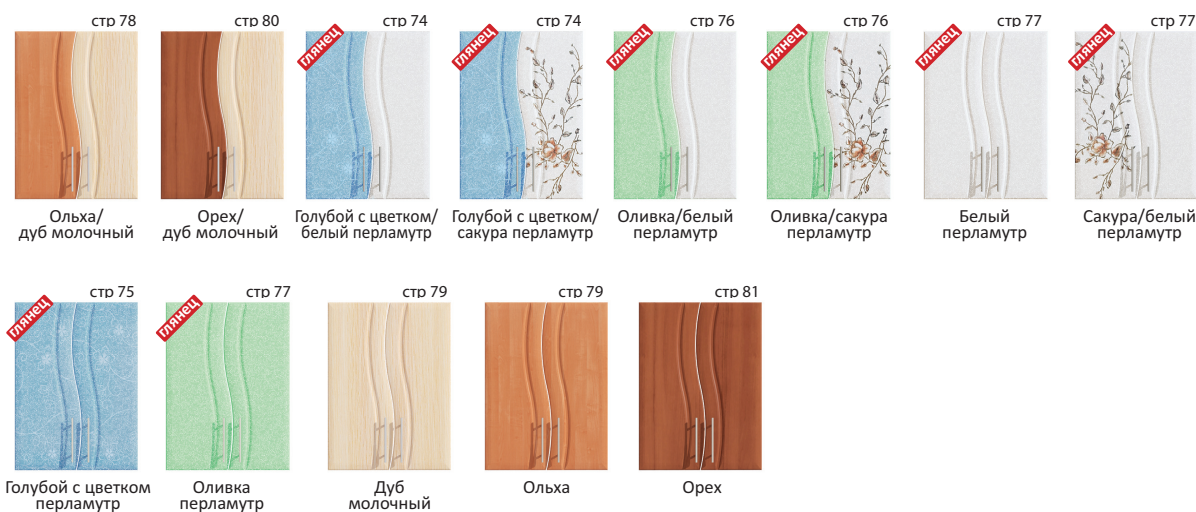 стр 78
стр 80
стр 74
стр 74
стр 76
стр 76
стр 77
стр 77
глянец
глянец
глянец
глянец
глянец
глянец
Ольха/
дуб молочный
Орех/
дуб молочный
Голубой с цветком/
белый перламутр
Голубой с цветком/
сакура перламутр
Оливка/белый
перламутр
Оливка/сакура
перламутр
Белый
перламутр
Сакура/белый
перламутр
стр 75
стр 77
стр 79
стр 79
стр 81
глянец
глянец
Голубой с цветком
перламутр
Оливка
перламутр
Дуб
молочный
Ольха
Орех